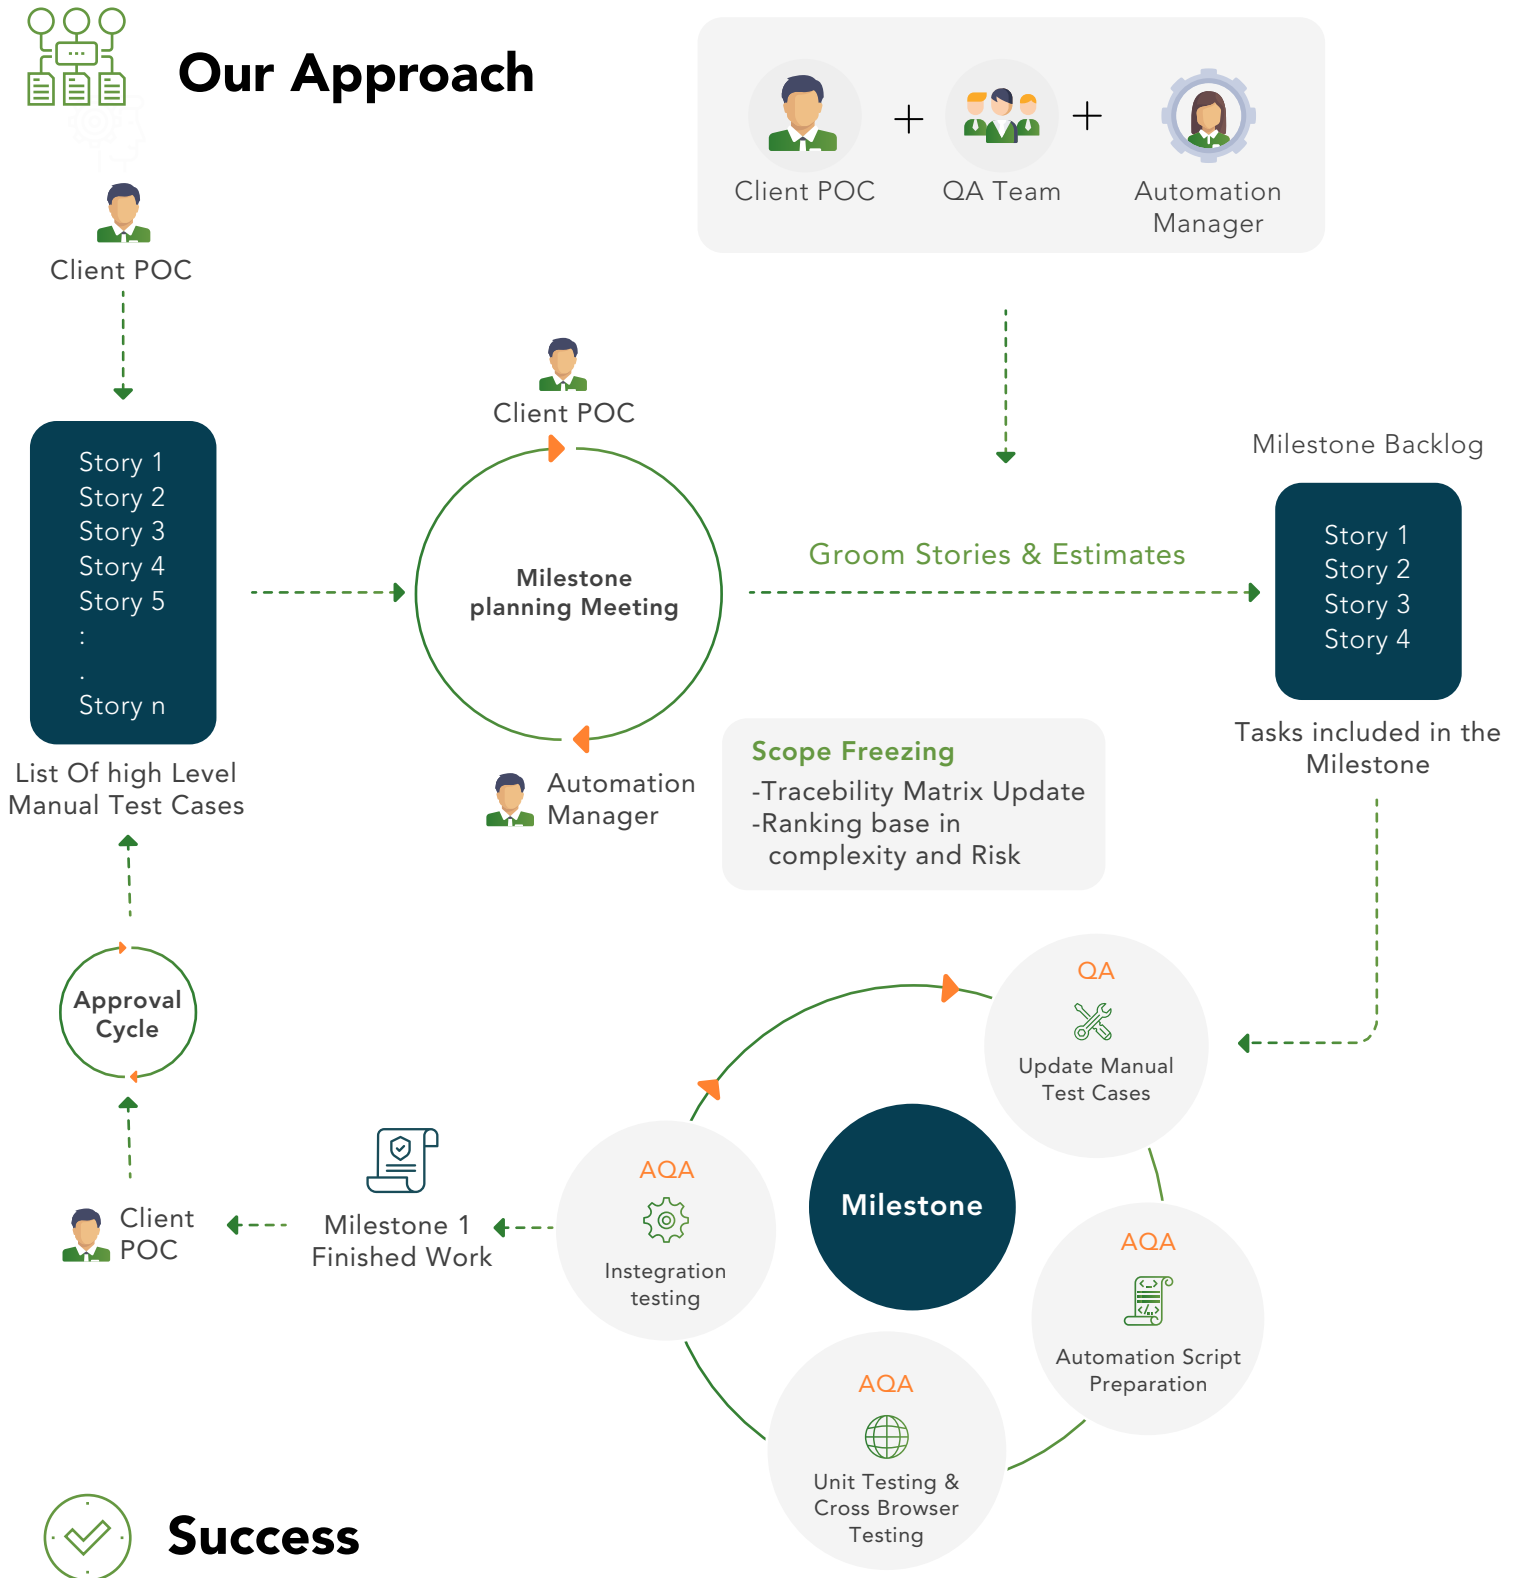 Our Approach
Client POC
QA Team
Automation
Manager
Client POC
Story 1
Story 2
Story 3
Story 4
Story 5
:
.
Story n
List Of high Level
Manual Test Cases
Client POC
Milestone
planning Meeting
Automation
Manager
Groom Stories & Estimates
Milestone Backlog
Story 1
Story 2
Story 3
Story 4
Tasks included in the
Milestone
Scope Freezing
-Tracebility Matrix Update
-Ranking base in
complexity and Risk
Approval
Cycle
Client
POC
Milestone 1
Finished Work
AQA
Instegration
testing
Milestone
QA
Update Manual
Test Cases
AQA
Automation Script
Preparation
AQA
Unit Testing &
Cross Browser
Testing
Success